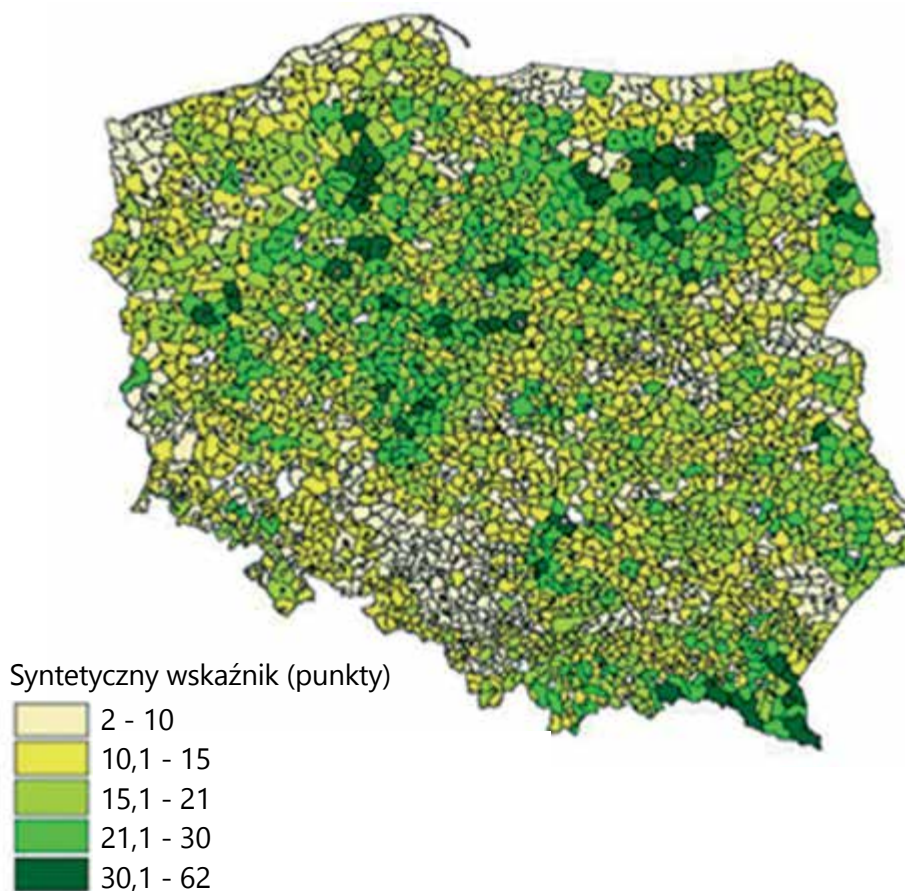 Syntetyczny wskaźnik (punkty)
2 - 10
10,1 - 15
15,1 - 21
21,1 - 30
30,1 - 62